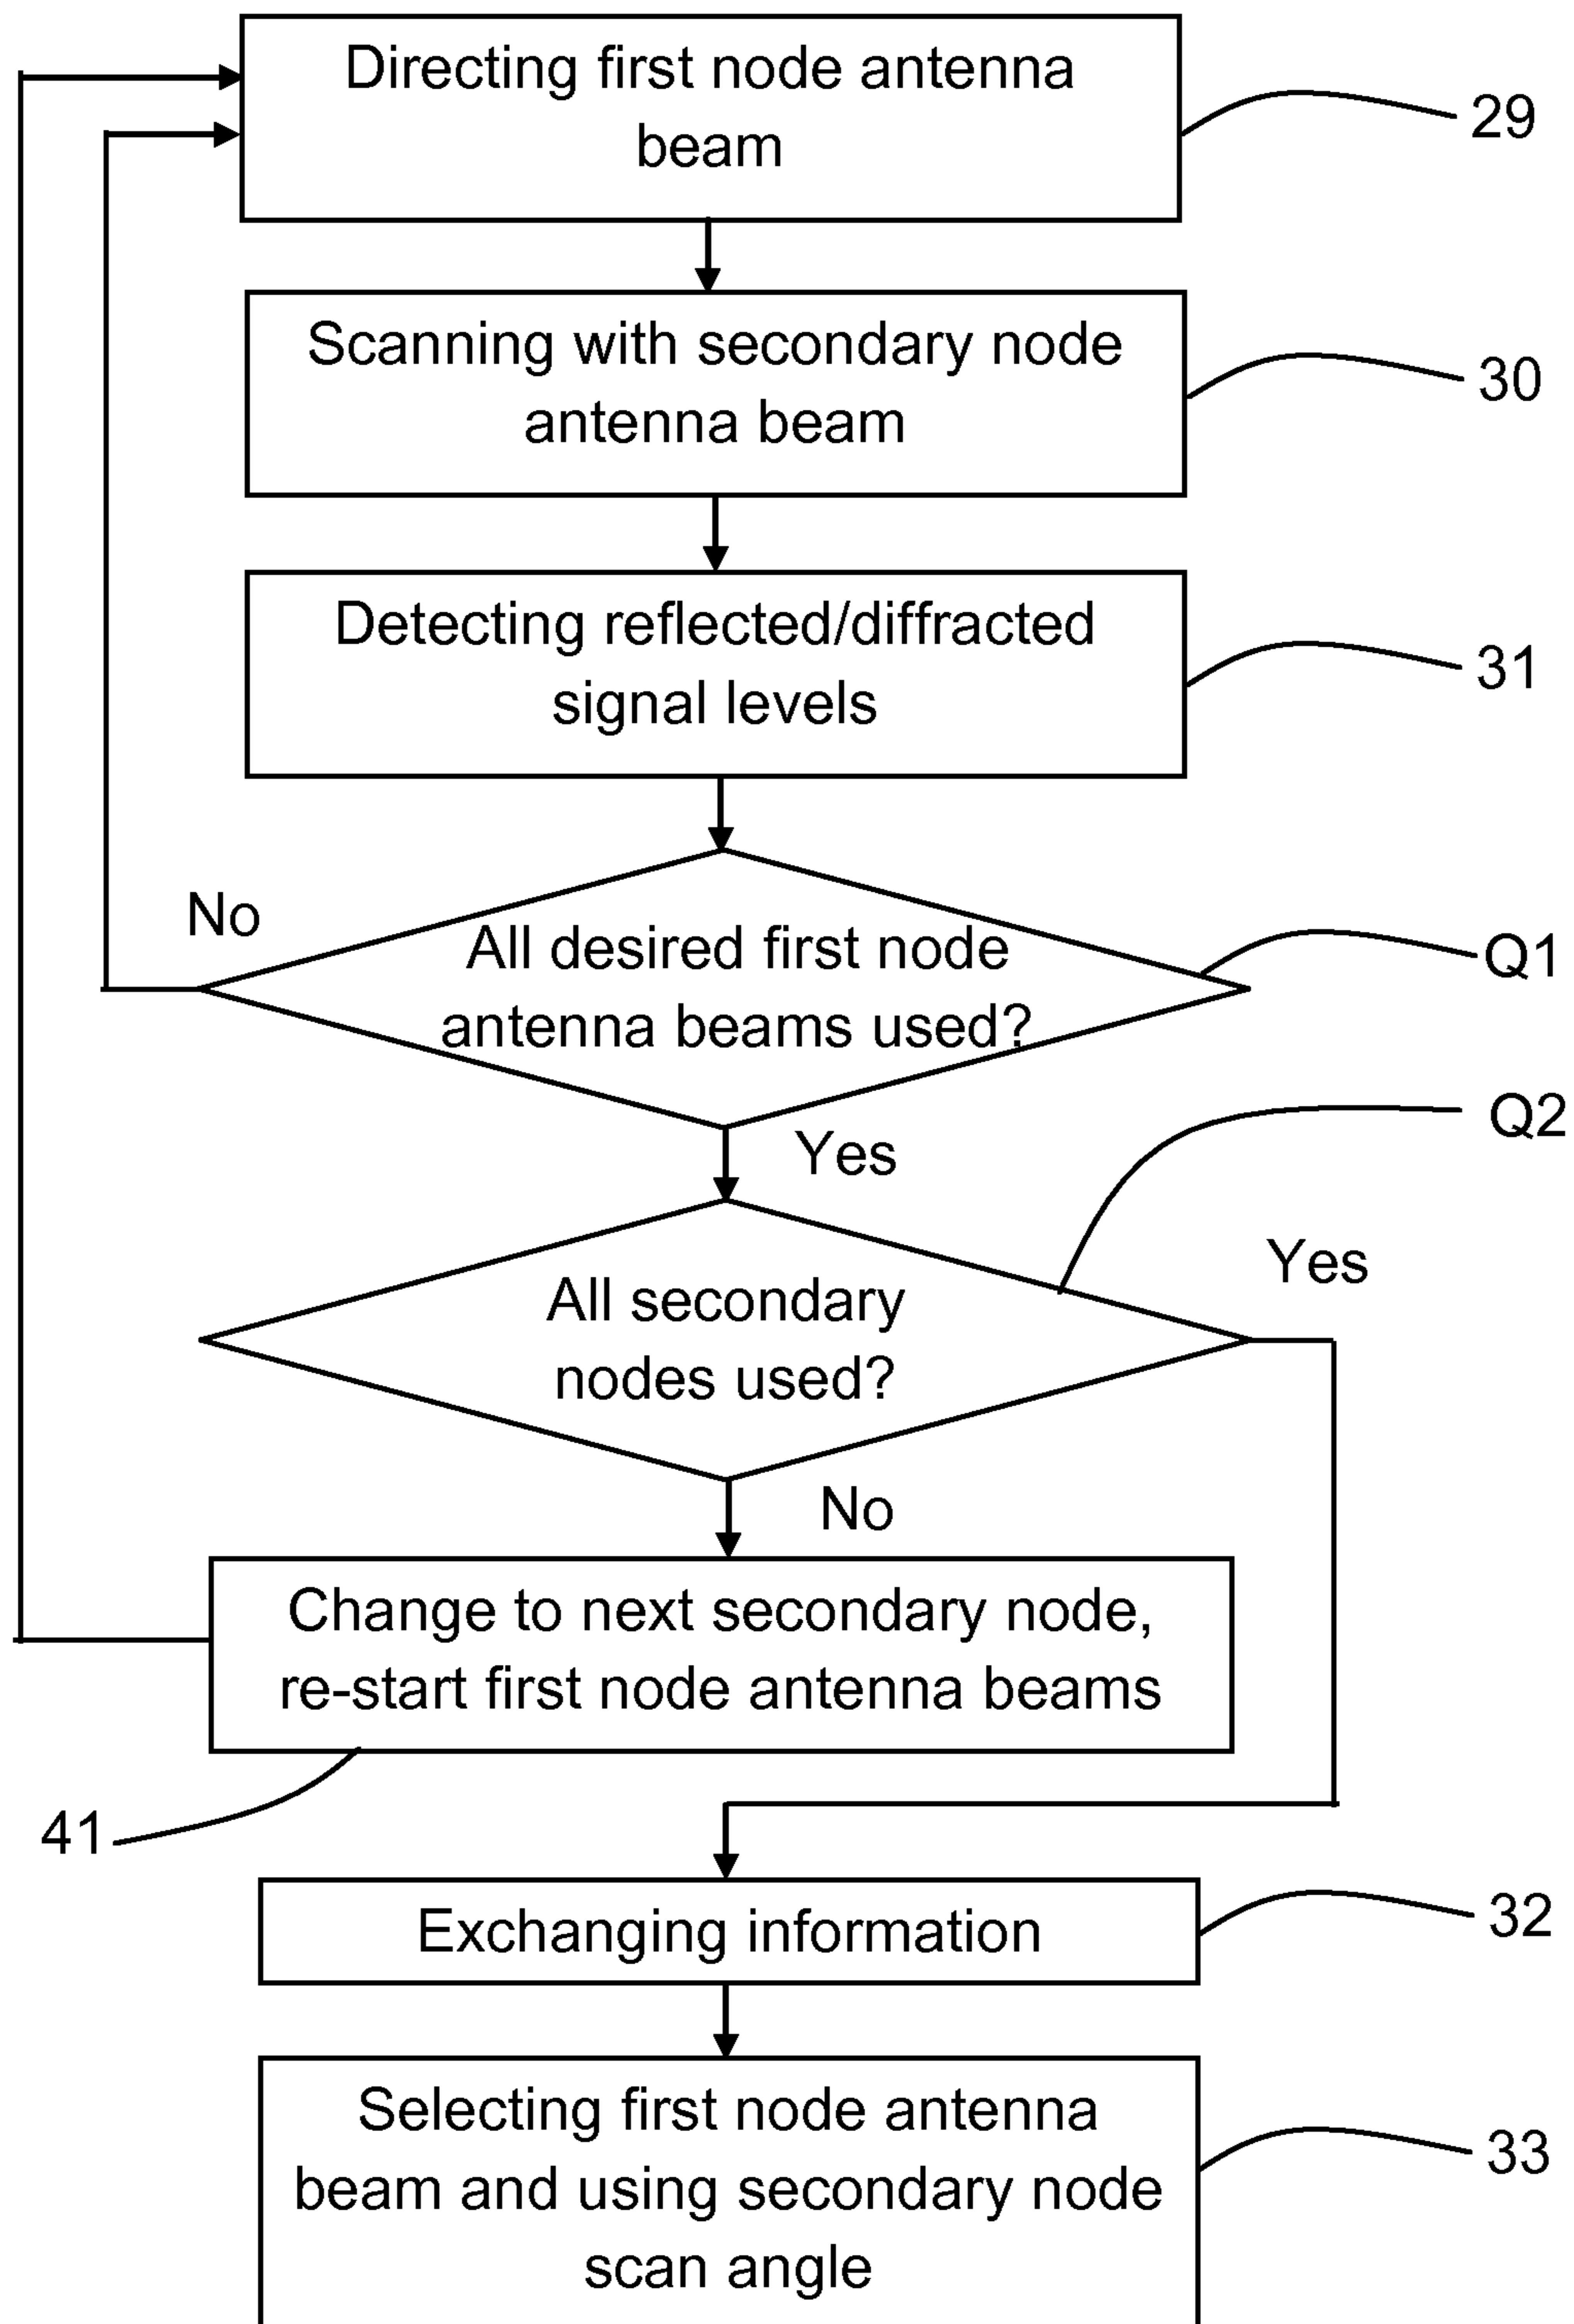 Directing first node antenna
beam
29
Scanning with secondary node
antenna beam
30
Detecting reflected/diffracted
signal levels
31
No
All desired first node
antenna beams used?
Q1
Yes
Q2
All secondary
nodes used?
Yes
No
Change to next secondary node,
re-start first node antenna beams
41
Exchanging information
32
Selecting first node antenna
beam and using secondary node
scan angle
33